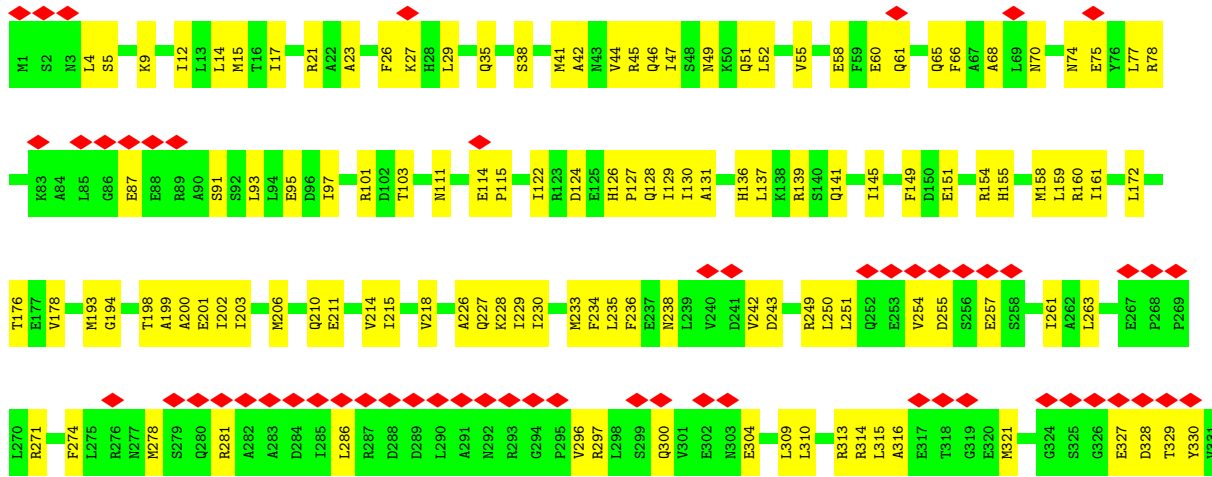 M1 S2 N3 L4 S5 K9 I12 L13 L14 M15 T16 I17 R21 A22 A23 F26 K27 H28 L29 Q35 S38 M41 A42 N43 V44 R45 Q46 I47 S48 N49 K50 Q51 L52 V55 E58 F59 E60 Q61 Q65 F66 A67 A68 L69 N70 N74 E75 Y76 L77 R78
K83 A84 L85 G86 E87 E88 R89 A90 S91 S92 L93 L94 E95 D96 I97 R101 D102 T103 N111 E114 P115 I122 R123 D124 E125 H126 P127 Q128 I129 I130 A131 H136 L137 K138 R139 S140 Q141 I145 F149 D150 E151 R154 H155 M158 L159 R160 I161 L172
T176 E177 V178 M193 G194 T198 A199 A200 E201 I202 I203 M206 Q210 E211 V214 I215 V218 A226 Q227 K228 I229 I230 M233 F234 L235 F236 E237 N238 L239 V240 D241 V242 D243 R249 L250 L251 Q252 E253 V254 D255 S256 E257 S258 I261 A262 L263 E267 P268 P269
L270 R271 F274 L275 R276 N277 M278 S279 Q280 R281 A282 A283 D284 I285 L286 R287 D288 D289 L290 A291 N292 R293 G294 P295 V296 R297 L298 S299 Q300 V301 E302 N303 E304 L309 L310 R313 R314 L315 A316 E317 T318 G319 E320 M321 G324 S325 G326 E327 D328 T329 Y330 V331